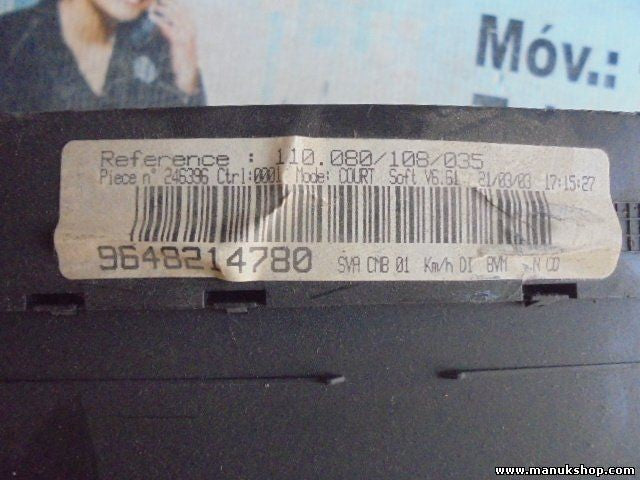 Móv.:
Reference : 110.080/108/035
Piece n° 246396 Ctrl:0001 Mode: COURT Soft V6.61 21/03/03 17:15:27
9648214780 SVA CMB 01 Km/h DI BVM N CD
www.manukshop.com